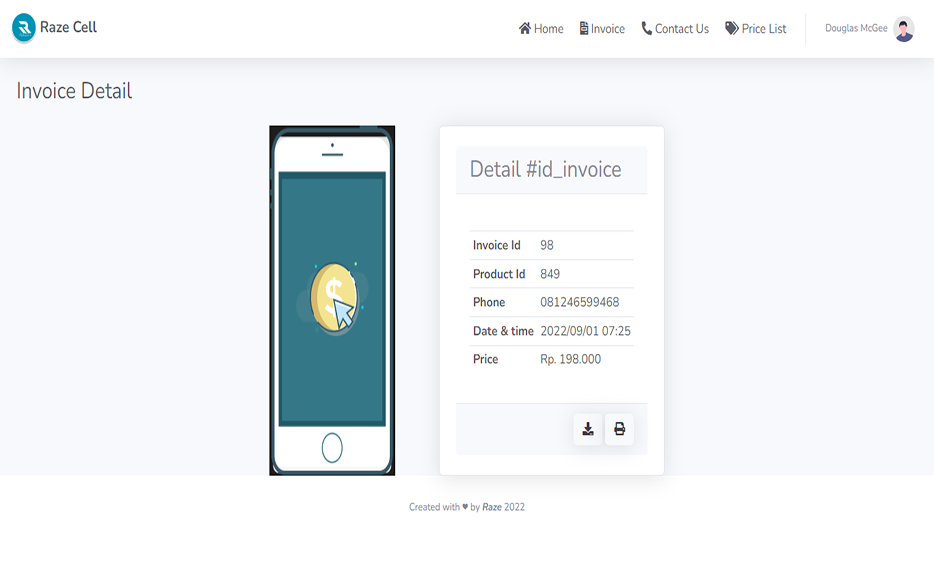 Raze Cell
Home Invoice Contact Us Price List Douglas McGee
Invoice Detail
Detail #id_invoice
Invoice Id 98
Product Id 849
Phone 081246599468
Date & time 2022/09/01 07:25
Price Rp. 198.000
Created with ♥ by Raze 2022